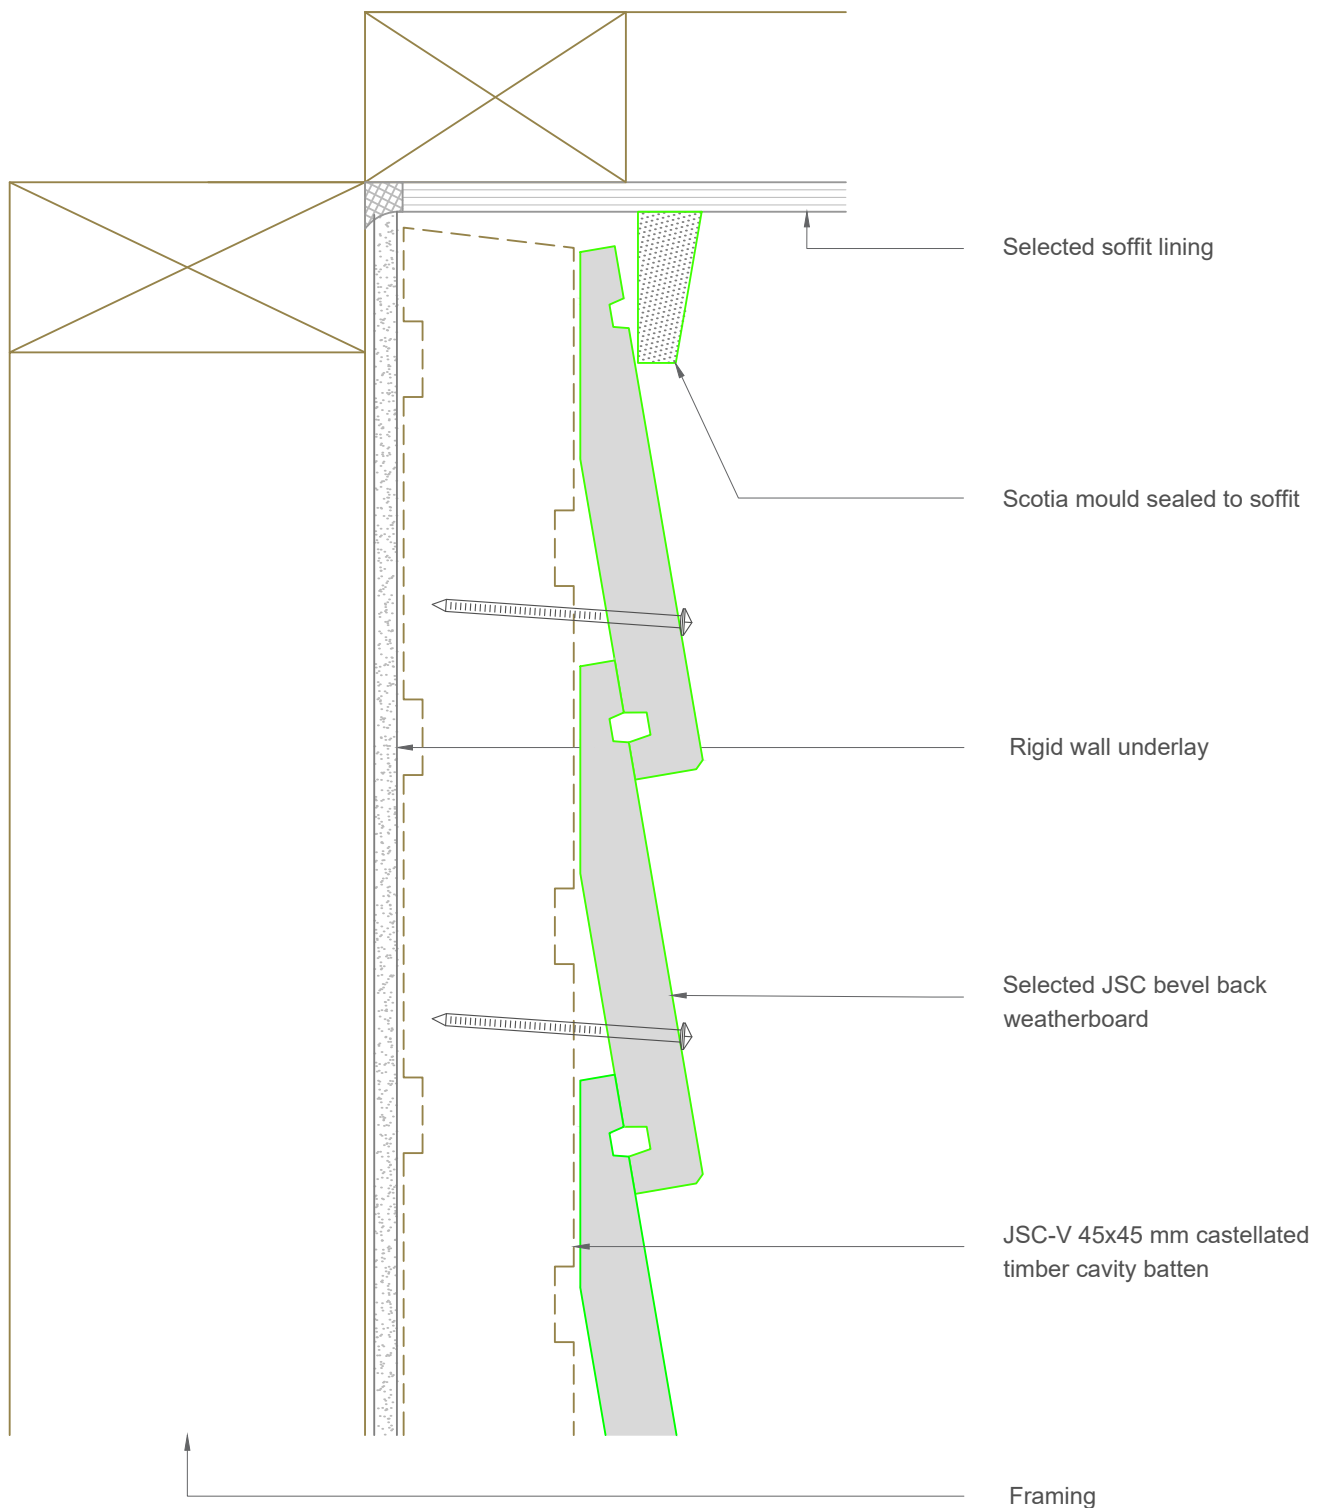 Selected soffit lining
Scotia mould sealed to soffit
Rigid wall underlay
Selected JSC bevel back
weatherboard
JSC-V 45x45 mm castellated
timber cavity batten
Framing